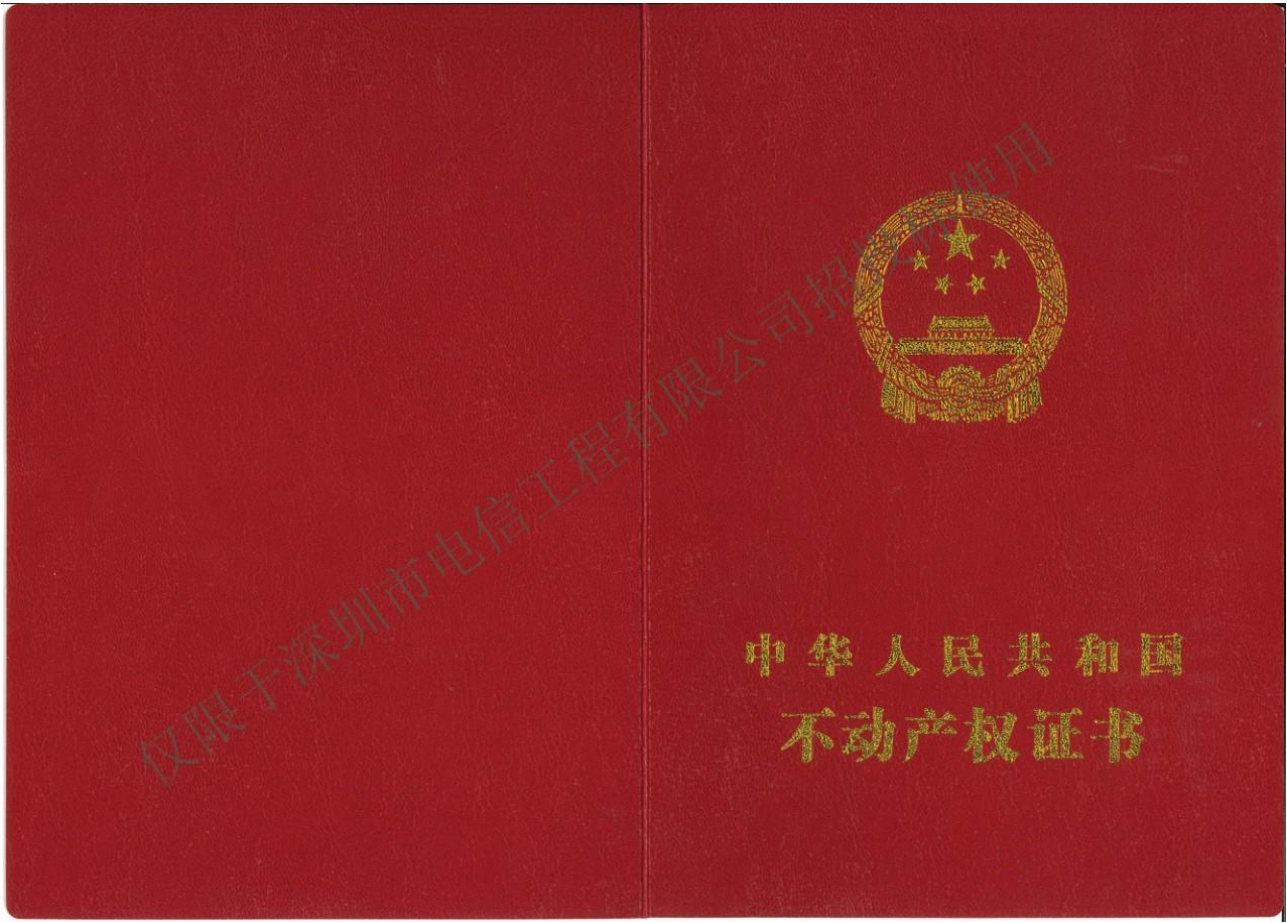 仅限于深圳市电信工程有限公司招投标使用
中华人民共和国
不动产权证书